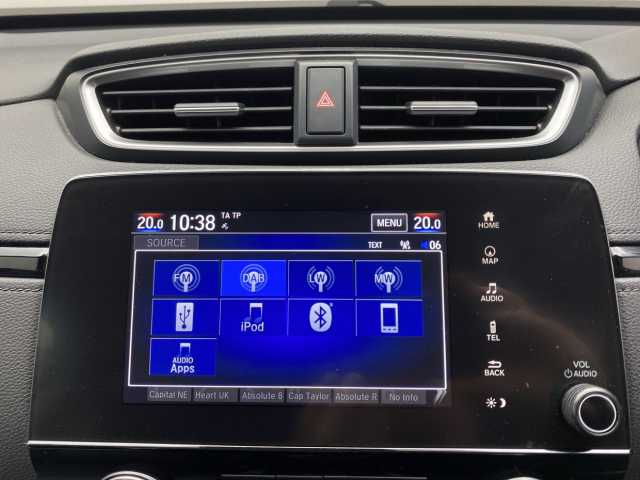 20.0 10:38 TA TP MENU 20.0
SOURCE TEXT 06
FM DAB LW MW
iPod
AUDIO
Apps
Capital NE Heart UK Absolute 8 Cap Taylor Absolute R No Info
HOME
MAP
AUDIO
TEL
BACK
VOL
AUDIO